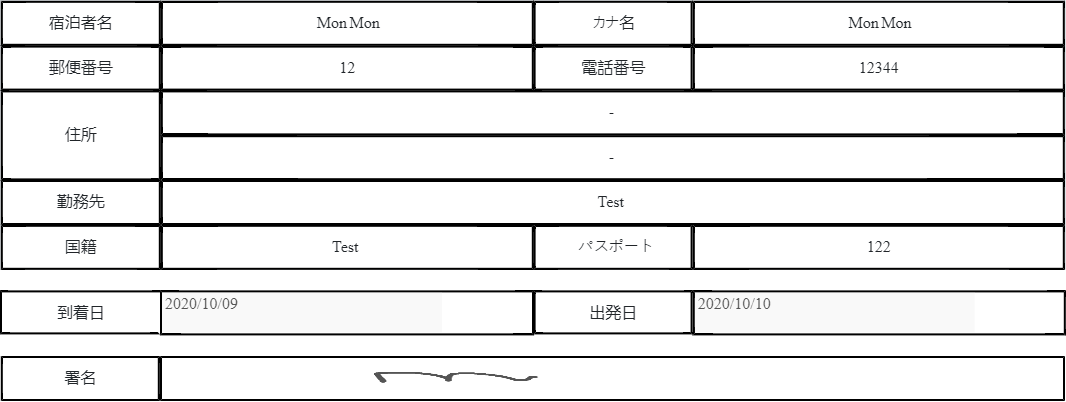 宿泊者名 Mon Mon カナ名 Mon Mon
郵便番号 12 電話番号 12344
住所 -
-
勤務先 Test
国籍 Test パスポート 122
到着日 2020/10/09 出発日 2020/10/10
署名